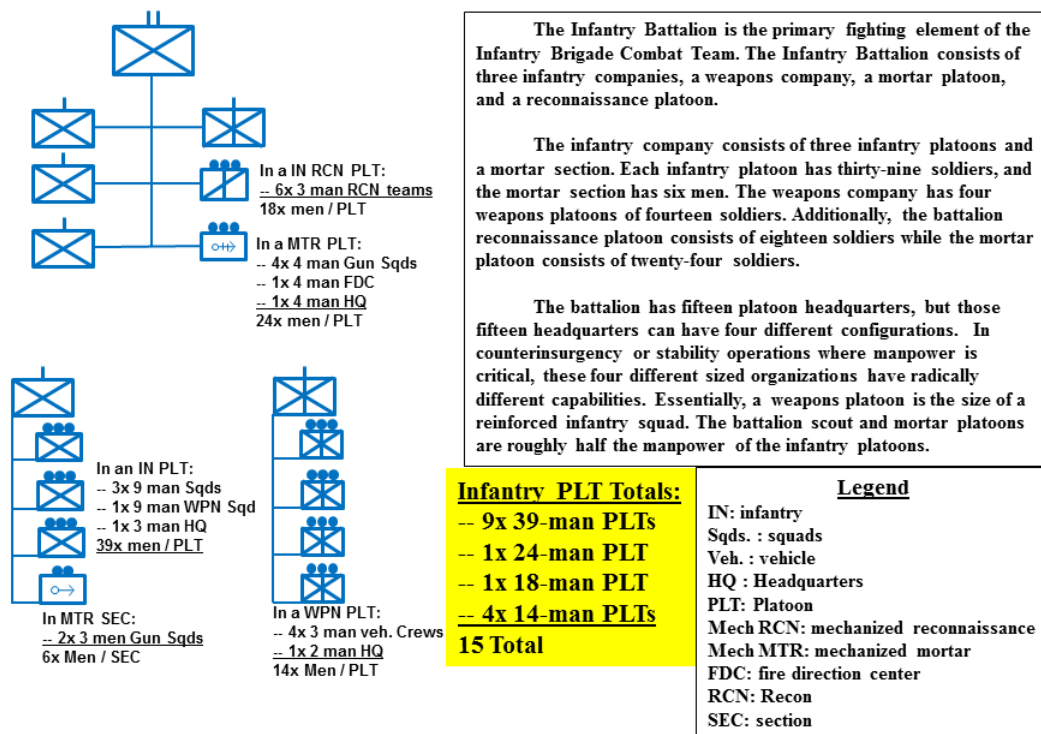 The Infantry Battalion is the primary fighting element of the
Infantry Brigade Combat Team. The Infantry Battalion consists of
three infantry companies, a weapons company, a mortar platoon,
and a reconnaissance platoon.
The infantry company consists of three infantry platoons and
a mortar section. Each infantry platoon has thirty-nine soldiers, and
the mortar section has six men. The weapons company has four
weapons platoons of fourteen soldiers. Additionally, the battalion
reconnaissance platoon consists of eighteen soldiers while the mortar
platoon consists of twenty-four soldiers.
The battalion has fifteen platoon headquarters, but those
fifteen headquarters can have four different configurations. In
counterinsurgency or stability operations where manpower is
critical, these four different sized organizations have radically
different capabilities. Essentially, a weapons platoon is the size of a
reinforced infantry squad. The battalion scout and mortar platoons
are roughly half the manpower of the infantry platoons.
In a IN RCN PLT:
-- 6x 3 man RCN teams
18x men / PLT
In a MTR PLT:
-- 4x 4 man Gun Sqds
-- 1x 4 man FDC
-- 1x 4 man HQ
24x men / PLT
In an IN PLT:
-- 3x 9 man Sqds
-- 1x 9 man WPN Sqd
-- 1x 3 man HQ
39x men / PLT
In MTR SEC:
-- 2x 3 men Gun Sqds
6x Men / SEC
In a WPN PLT:
-- 4x 3 man veh. Crews
-- 1x 2 man HQ
14x Men / PLT
Infantry PLT Totals:
-- 9x 39-man PLTs
-- 1x 24-man PLT
-- 1x 18-man PLT
-- 4x 14-man PLTs
15 Total
Legend
IN: infantry
Sqds. : squads
Veh. : vehicle
HQ : Headquarters
PLT: Platoon
Mech RCN: mechanized reconnaissance
Mech MTR: mechanized mortar
FDC: fire direction center
RCN: Recon
SEC: section